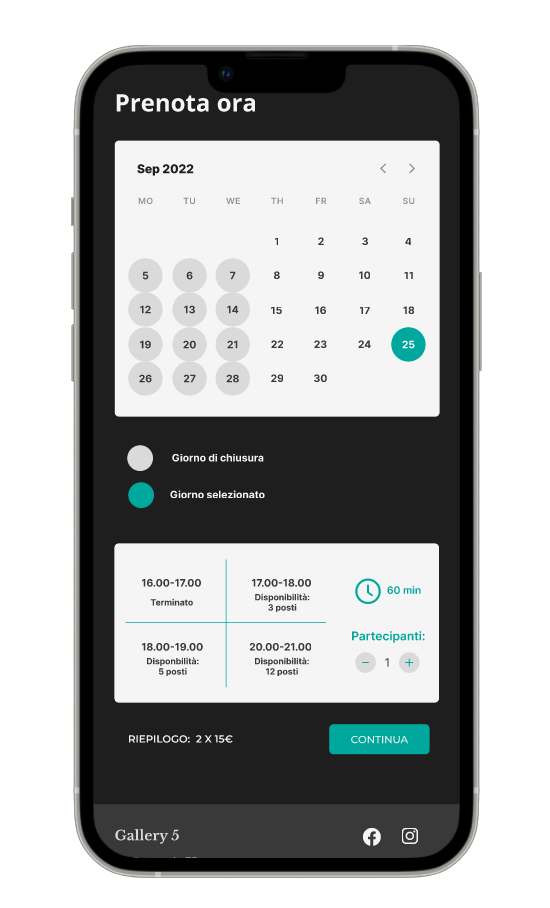 Prenota ora
Sep 2022
MO TU WE TH FR SA SU
1 2 3 4
5 6 7 8 9 10 11
12 13 14 15 16 17 18
19 20 21 22 23 24 25
26 27 28 29 30
Giorno di chiusura
Giorno selezionato
16.00-17.00
Terminato
17.00-18.00
Disponibilità:
3 posti
18.00-19.00
Disponbilità:
5 posti
20.00-21.00
Disponibilità:
12 posti
60 min
Partecipanti:
− 1 +
RIEPILOGO: 2 X 15€
CONTINUA
Gallery 5